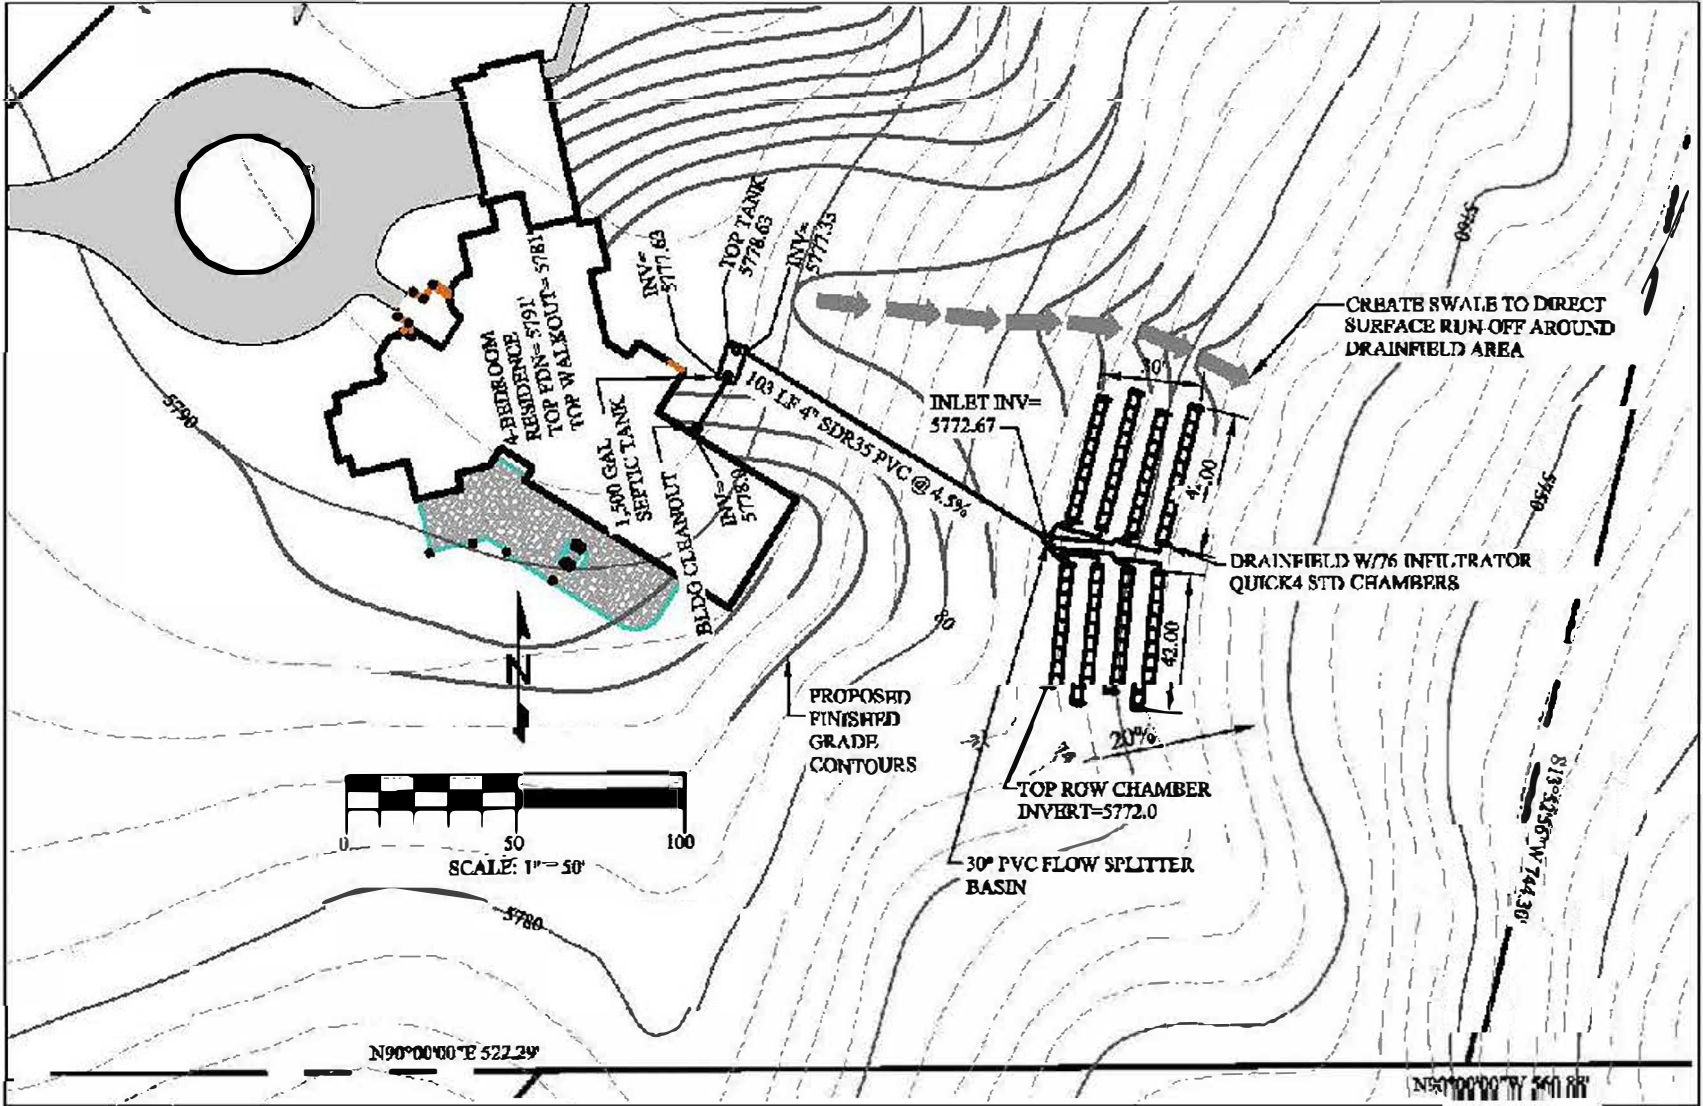 4-BEDROOM
RESIDENCE
TOP FDN= 5791'
TOP WALKOUT= 5781'
INV=
5777.63
TOP TANK
5778.63
INV=
5777.35
1,500 GAL
SEPTIC TANK
BLDG CLEANOUT
INV=
103 LF 4" SDR35 PVC @ 4.5%
INLET INV=
5772.67
30'
42.00
42.00
CREATE SWALE TO DIRECT
SURFACE RUN-OFF AROUND
DRAINFIELD AREA
DRAINFIELD W/76 INFILTRATOR
QUICK4 STD CHAMBERS
PROPOSED
FINISHED
GRADE
CONTOURS
TOP ROW CHAMBER
INVERT=5772.0
30" PVC FLOW SPLITTER
BASIN
20%
74
80
5790
5780
5760
5750
N
0 50 100
SCALE: 1" = 50'
N90°00'00"E 522.29'
N90°00'00"W 560.88'
W 744.30'